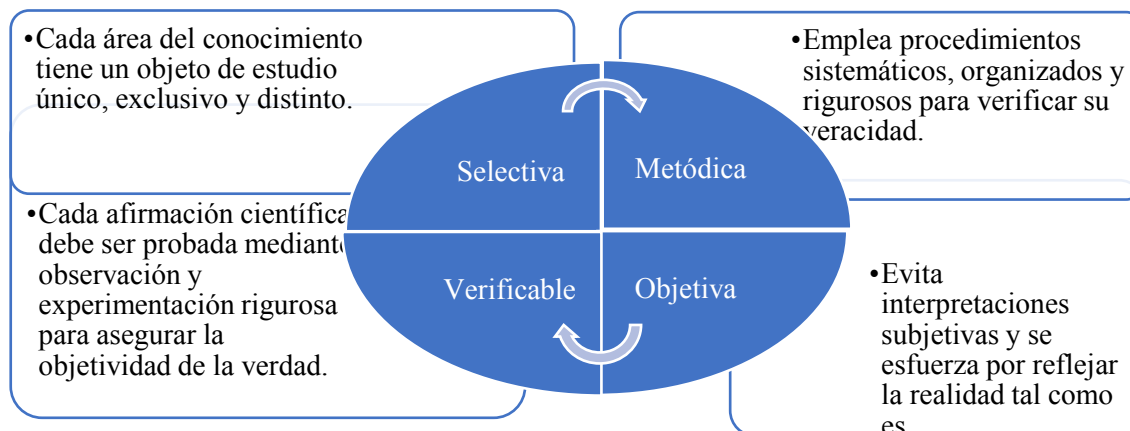 •Cada área del conocimiento
tiene un objeto de estudio
único, exclusivo y distinto.
•Emplea procedimientos
sistemáticos, organizados y
rigurosos para verificar su
veracidad.
Selectiva
Metódica
•Cada afirmación científica
debe ser probada mediante
observación y
experimentación rigurosa
para asegurar la
objetividad de la verdad.
Verificable
Objetiva
•Evita
interpretaciones
subjetivas y se
esfuerza por reflejar
la realidad tal como
es